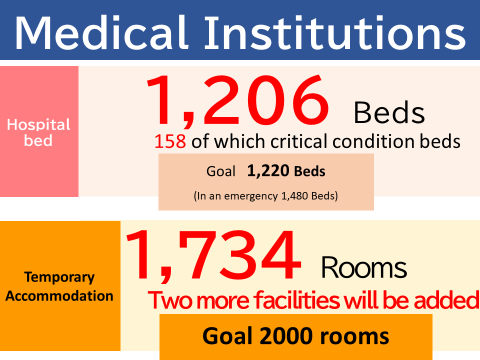 Medical Institutions
Hospital
bed
1,206 Beds
158 of which critical condition beds
Goal 1,220 Beds
(In an emergency 1,480 Beds)
Temporary
Accommodation
1,734 Rooms
Two more facilities will be added
Goal 2000 rooms